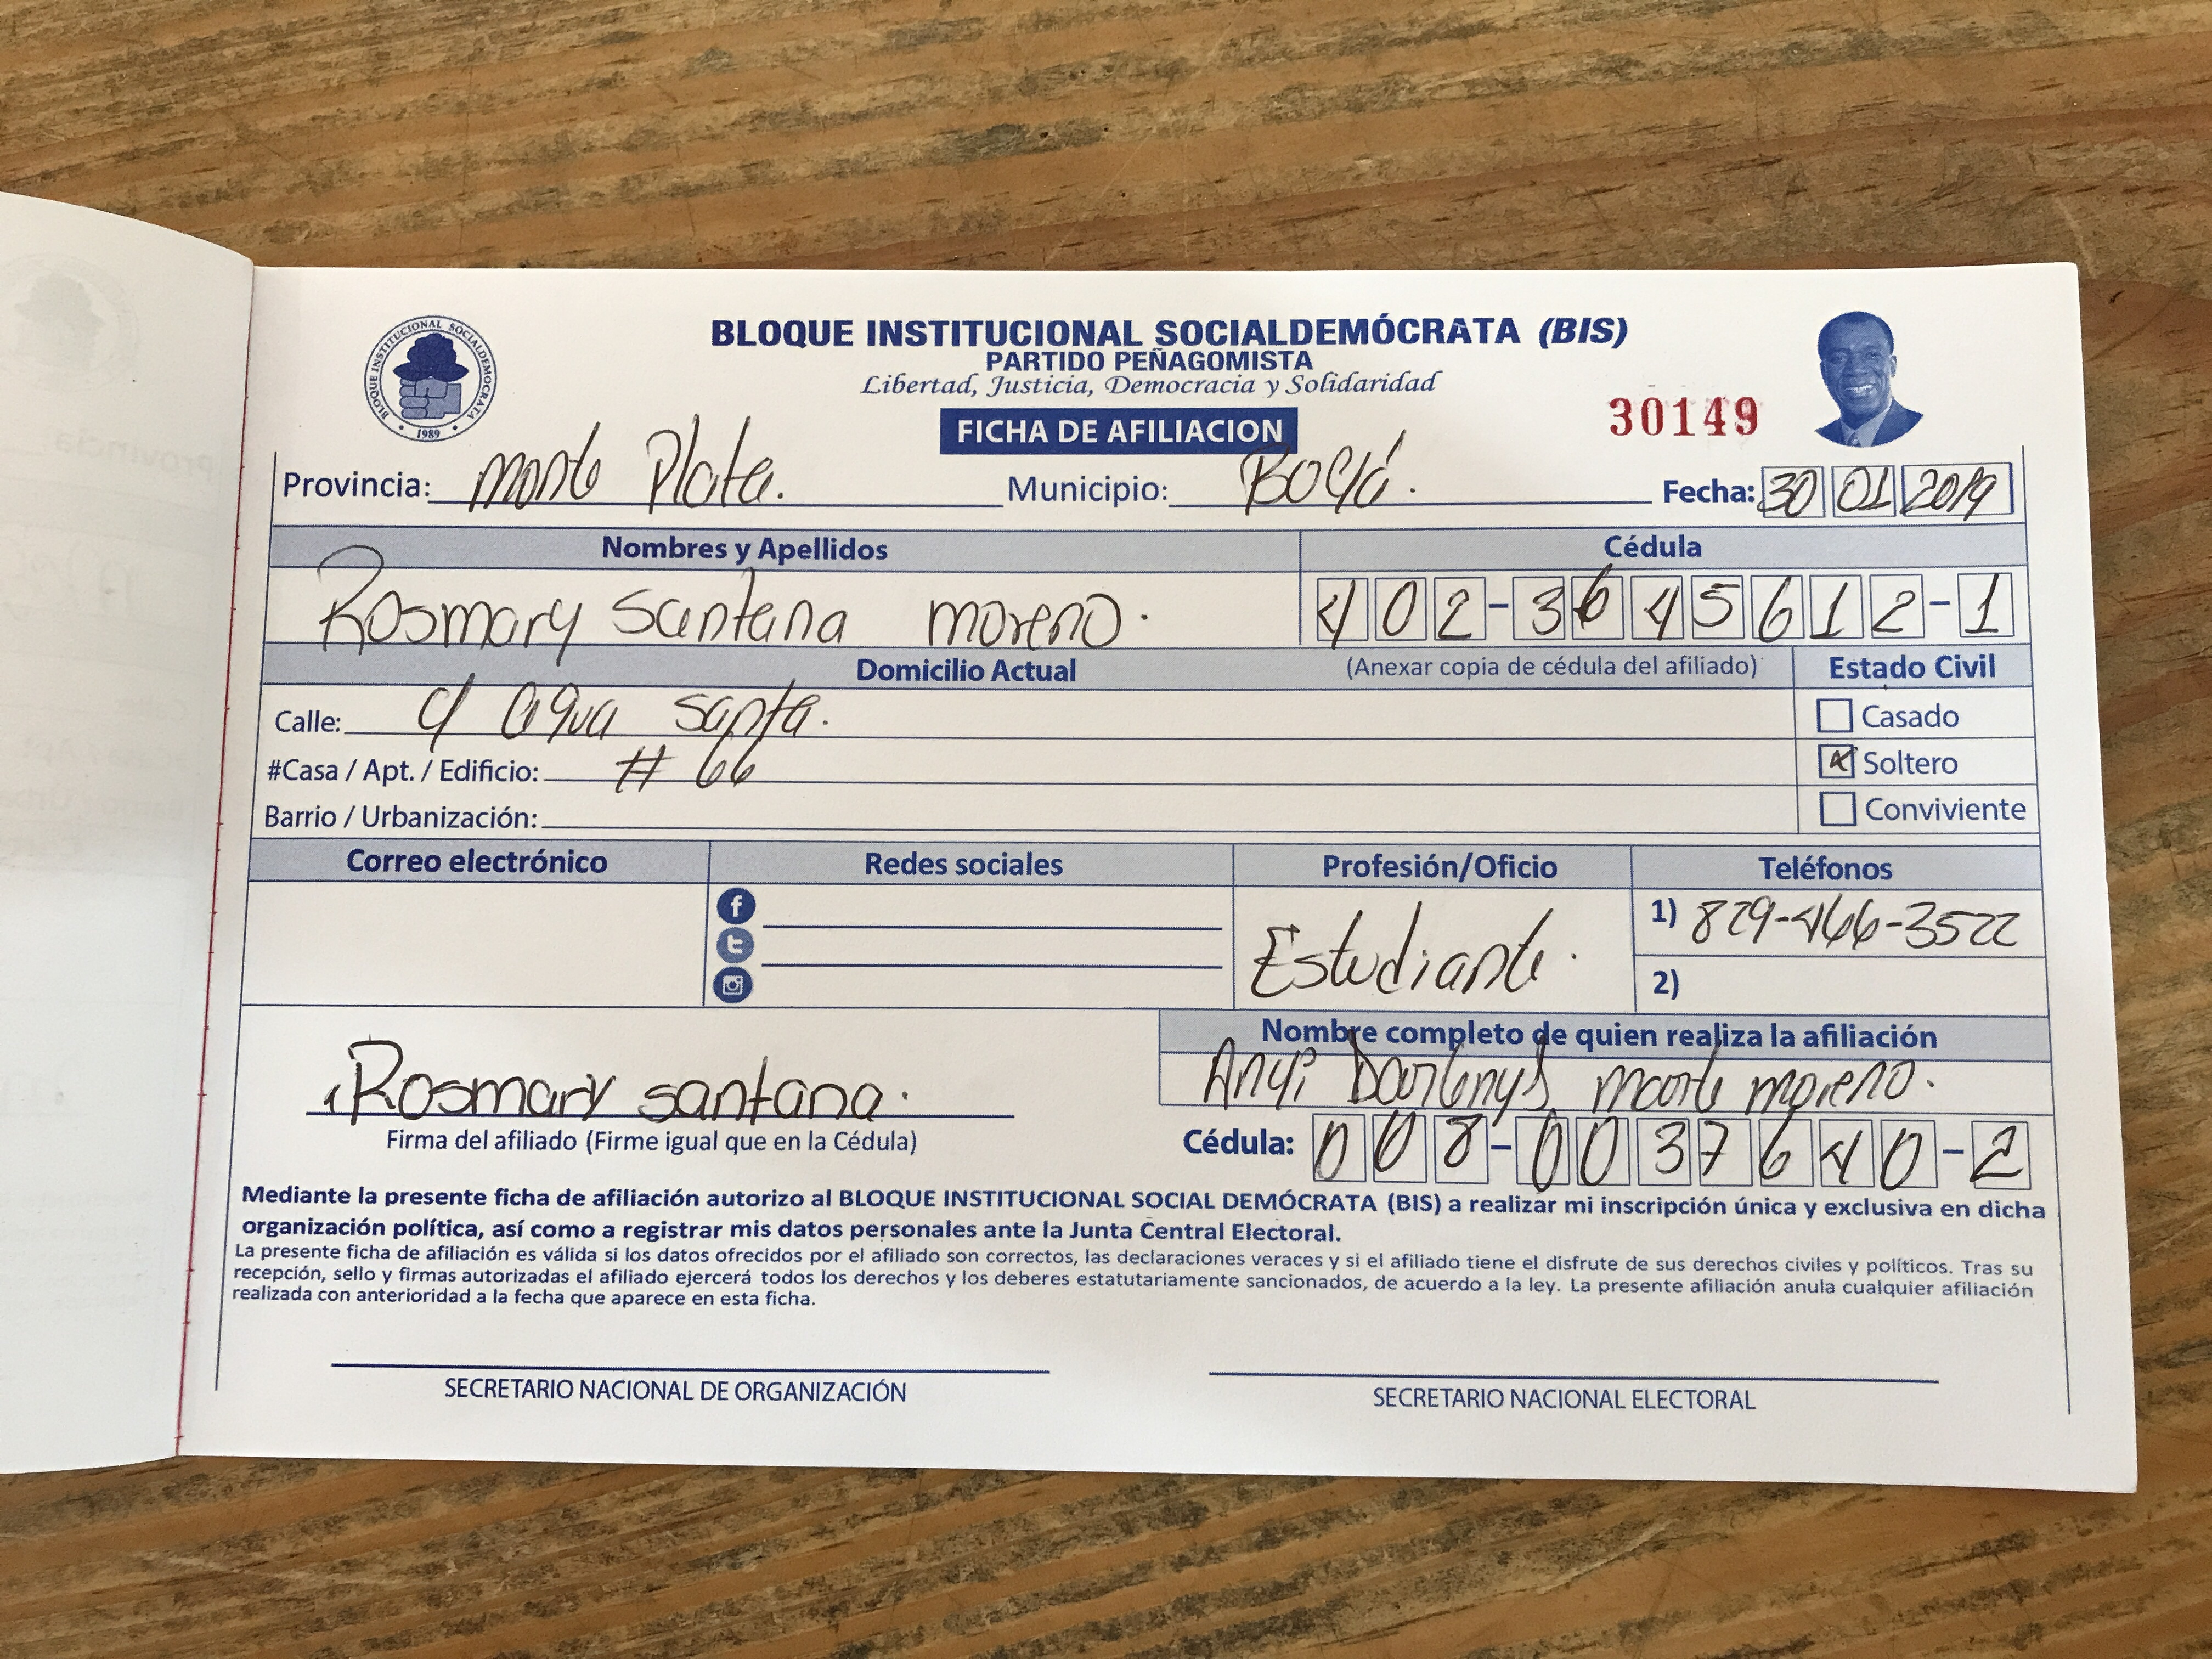 BLOQUE INSTITUCIONAL SOCIALDEMÓCRATA
1989
BLOQUE INSTITUCIONAL SOCIALDEMÓCRATA (BIS)
PARTIDO PEÑAGOMISTA
Libertad, Justicia, Democracia y Solidaridad
30149
FICHA DE AFILIACION
Provincia: Monte Plata. Municipio: Boyá. Fecha: 30 01 2019
Nombres y Apellidos Cédula
Rosmary Santana moreno. 402-3645612-1
Domicilio Actual (Anexar copia de cédula del afiliado) Estado Civil
Calle: c/ Agua Santa. Casado
#Casa / Apt. / Edificio: # 66 Soltero
Barrio / Urbanización: Conviviente
Correo electrónico Redes sociales Profesión/Oficio Teléfonos
1) 829-466-3522
Estudiante.
2)
Nombre completo de quien realiza la afiliación
Angi Darlenys marte moreno.
Rosmary santana.
Firma del afiliado (Firme igual que en la Cédula) Cédula: 008-0037640-2
Mediante la presente ficha de afiliación autorizo al BLOQUE INSTITUCIONAL SOCIAL DEMÓCRATA (BIS) a realizar mi inscripción única y exclusiva en dicha
organización política, así como a registrar mis datos personales ante la Junta Central Electoral.
La presente ficha de afiliación es válida si los datos ofrecidos por el afiliado son correctos, las declaraciones veraces y si el afiliado tiene el disfrute de sus derechos civiles y políticos. Tras su
recepción, sello y firmas autorizadas el afiliado ejercerá todos los derechos y los deberes estatutariamente sancionados, de acuerdo a la ley. La presente afiliación anula cualquier afiliación
realizada con anterioridad a la fecha que aparece en esta ficha.
SECRETARIO NACIONAL DE ORGANIZACIÓN SECRETARIO NACIONAL ELECTORAL